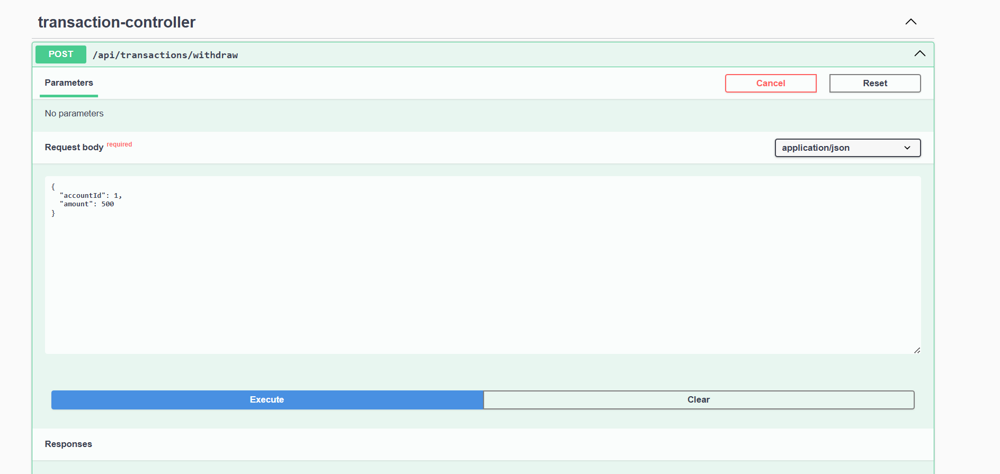 transaction-controller
POST /api/transactions/withdraw
Parameters
Cancel
Reset
No parameters
Request body required
application/json
{
  "accountId": 1,
  "amount": 500
}
Execute
Clear
Responses